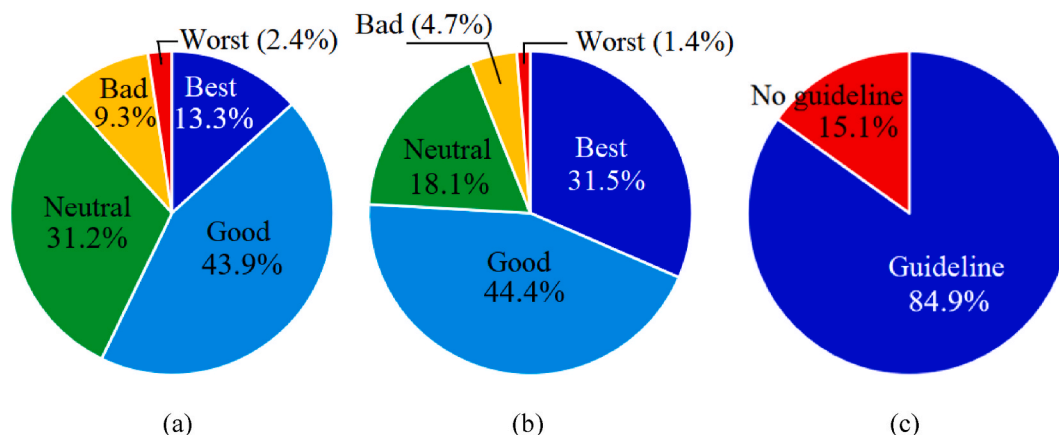 Worst (2.4%)
Best
13.3%
Bad
9.3%
Neutral
31.2%
Good
43.9%
(a)
Bad (4.7%)
Worst (1.4%)
Best
31.5%
Neutral
18.1%
Good
44.4%
(b)
No guideline
15.1%
Guideline
84.9%
(c)